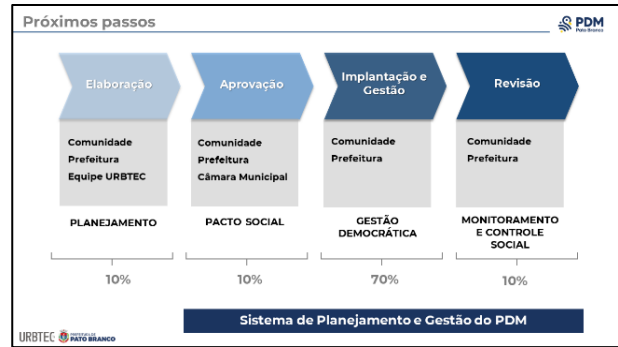 Próximos passos
PDM
Pato Branco
Elaboração
Aprovação
Implantação e
Gestão
Revisão
Comunidade
Prefeitura
Equipe URBTEC
Comunidade
Prefeitura
Câmara Municipal
Comunidade
Prefeitura
Comunidade
Prefeitura
PLANEJAMENTO
PACTO SOCIAL
GESTÃO
DEMOCRÁTICA
MONITORAMENTO
E CONTROLE
SOCIAL
10%
10%
70%
10%
Sistema de Planejamento e Gestão do PDM
URBTEC
PREFEITURA DE
PATO BRANCO